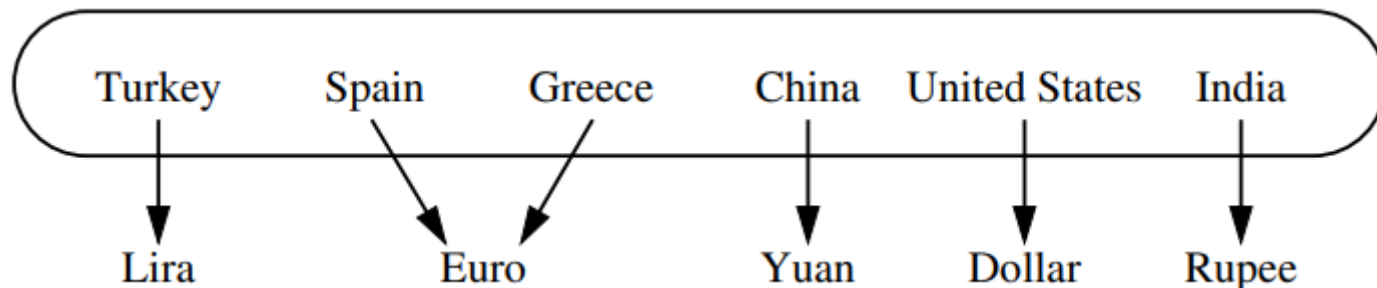 Turkey Spain Greece China United States India
Lira Euro Yuan Dollar Rupee